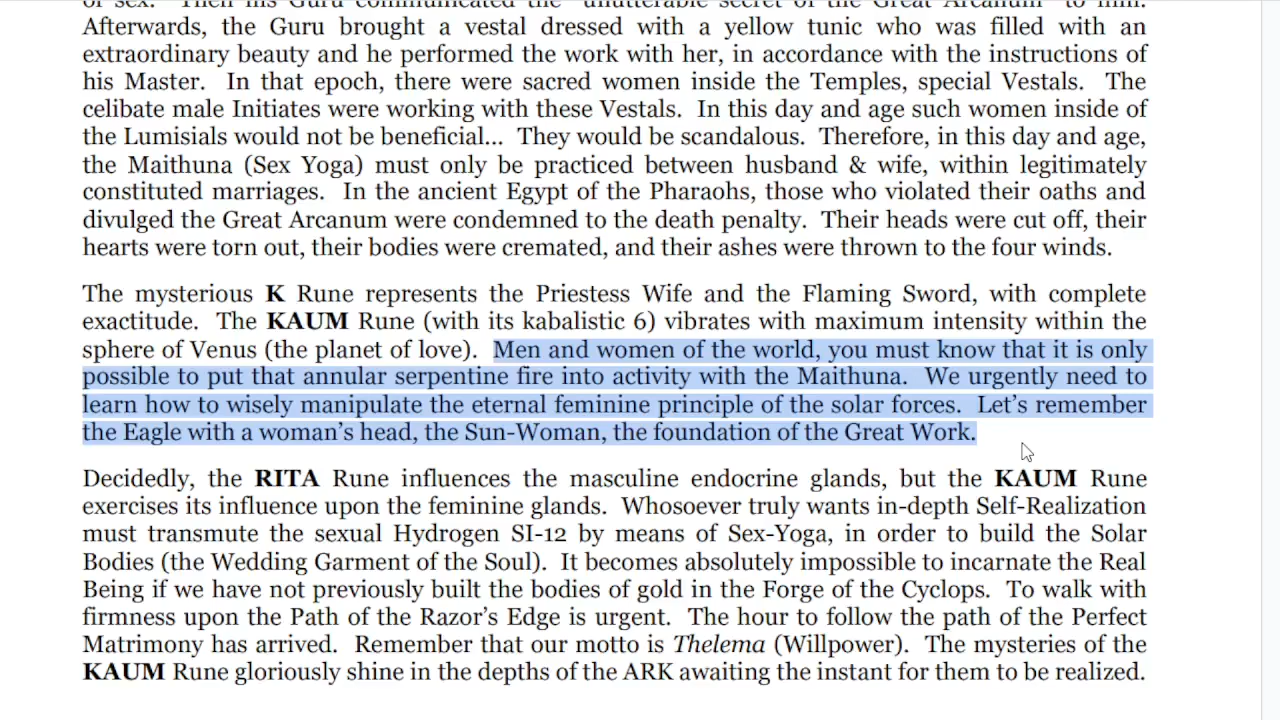 of sex. Then his Guru communicated the "unutterable secret of the Great Arcanum" to him.
Afterwards, the Guru brought a vestal dressed with a yellow tunic who was filled with an
extraordinary beauty and he performed the work with her, in accordance with the instructions of
his Master. In that epoch, there were sacred women inside the Temples, special Vestals. The
celibate male Initiates were working with these Vestals. In this day and age such women inside of
the Lumisials would not be beneficial... They would be scandalous. Therefore, in this day and age,
the Maithuna (Sex Yoga) must only be practiced between husband & wife, within legitimately
constituted marriages. In the ancient Egypt of the Pharaohs, those who violated their oaths and
divulged the Great Arcanum were condemned to the death penalty. Their heads were cut off, their
hearts were torn out, their bodies were cremated, and their ashes were thrown to the four winds.
The mysterious K Rune represents the Priestess Wife and the Flaming Sword, with complete
exactitude. The KAUM Rune (with its kabalistic 6) vibrates with maximum intensity within the
sphere of Venus (the planet of love). Men and women of the world, you must know that it is only
possible to put that annular serpentine fire into activity with the Maithuna. We urgently need to
learn how to wisely manipulate the eternal feminine principle of the solar forces. Let's remember
the Eagle with a woman's head, the Sun-Woman, the foundation of the Great Work.
Decidedly, the RITA Rune influences the masculine endocrine glands, but the KAUM Rune
exercises its influence upon the feminine glands. Whosoever truly wants in-depth Self-Realization
must transmute the sexual Hydrogen SI-12 by means of Sex-Yoga, in order to build the Solar
Bodies (the Wedding Garment of the Soul). It becomes absolutely impossible to incarnate the Real
Being if we have not previously built the bodies of gold in the Forge of the Cyclops. To walk with
firmness upon the Path of the Razor's Edge is urgent. The hour to follow the path of the Perfect
Matrimony has arrived. Remember that our motto is Thelema (Willpower). The mysteries of the
KAUM Rune gloriously shine in the depths of the ARK awaiting the instant for them to be realized.